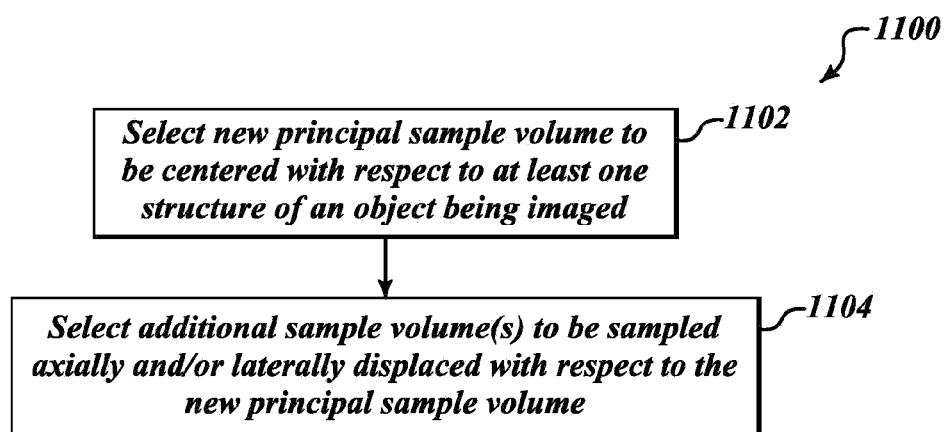 1100
1102
Select new principal sample volume to
be centered with respect to at least one
structure of an object being imaged
1104
Select additional sample volume(s) to be sampled
axially and/or laterally displaced with respect to the
new principal sample volume